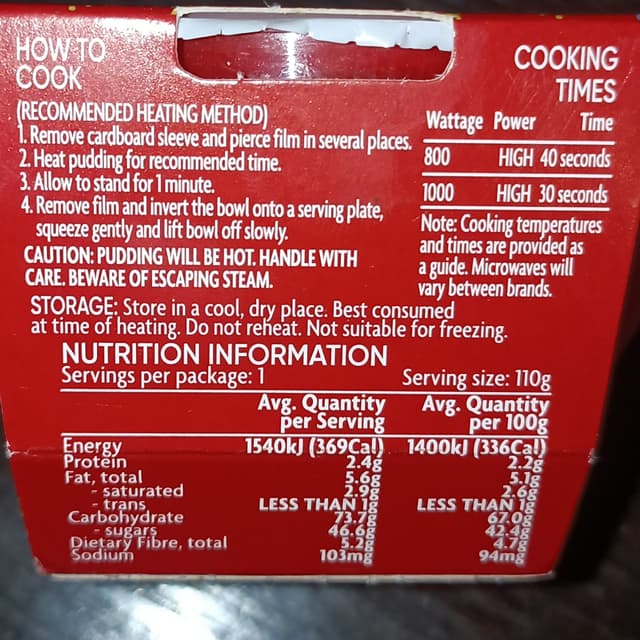 HOW TO
COOK
(RECOMMENDED HEATING METHOD)
1. Remove cardboard sleeve and pierce film in several places.
2. Heat pudding for recommended time.
3. Allow to stand for 1 minute.
4. Remove film and invert the bowl onto a serving plate,
squeeze gently and lift bowl off slowly.
CAUTION: PUDDING WILL BE HOT. HANDLE WITH
CARE. BEWARE OF ESCAPING STEAM.
COOKING
TIMES
Wattage Power Time
800 HIGH 40 seconds
1000 HIGH 30 seconds
Note: Cooking temperatures
and times are provided as
a guide. Microwaves will
vary between brands.
STORAGE: Store in a cool, dry place. Best consumed
at time of heating. Do not reheat. Not suitable for freezing.
NUTRITION INFORMATION
Servings per package: 1 Serving size: 110g
Avg. Quantity Avg. Quantity
per Serving per 100g
Energy 1540kJ (369Cal) 1400kJ (336Cal)
Protein 2.4g 2.2g
Fat, total 5.6g 5.1g
- saturated 2.9g 2.6g
- trans LESS THAN 1g LESS THAN 1g
Carbohydrate 73.7g 67.0g
- sugars 46.6g 42.4g
Dietary Fibre, total 5.2g 4.7g
Sodium 103mg 94mg